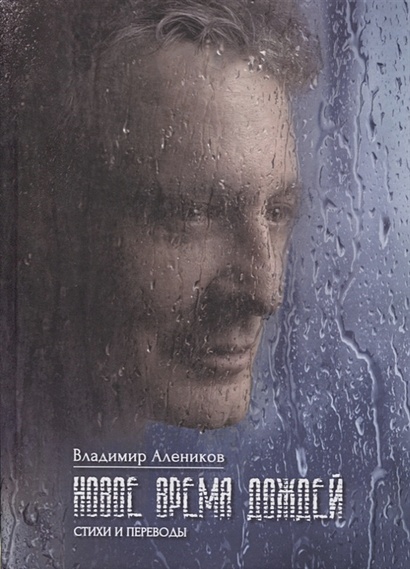 Владимир Алеников
НОВОЕ ВРЕМЯ ДОЖДЕЙ
СТИХИ И ПЕРЕВОДЫ